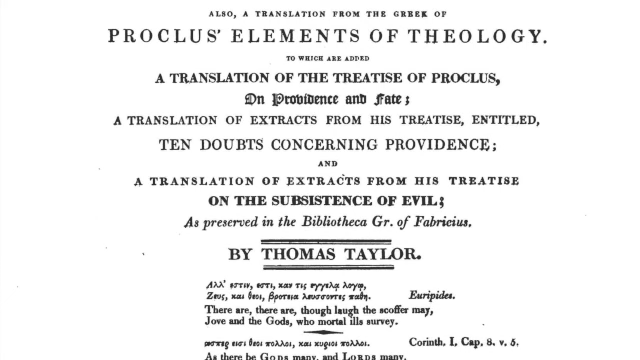 ALSO, A TRANSLATION FROM THE GREEK OF
PROCLUS' ELEMENTS OF THEOLOGY.
TO WHICH ARE ADDED
A TRANSLATION OF THE TREATISE OF PROCLUS,
On Providence and Fate;
A TRANSLATION OF EXTRACTS FROM HIS TREATISE, ENTITLED,
TEN DOUBTS CONCERNING PROVIDENCE;
AND
A TRANSLATION OF EXTRACTS FROM HIS TREATISE
ON THE SUBSISTENCE OF EVIL;
As preserved in the Bibliotheca Gr. of Fabricius.
BY THOMAS TAYLOR.
Αλλ' εστιν, εστι, καν τις εγγελα λογῳ,
Ζευς, και θεοι, βροτεια λευσσοντες παθη. Euripides.
There are, there are, though laugh the scoffer may,
Jove and the Gods, who mortal ills survey.
ωσπερ εισι θεοι πολλοι, και κυριοι πολλοι. Corinth. I, Cap. 8. v. 5.
As there be GODS many, and LORDS many.